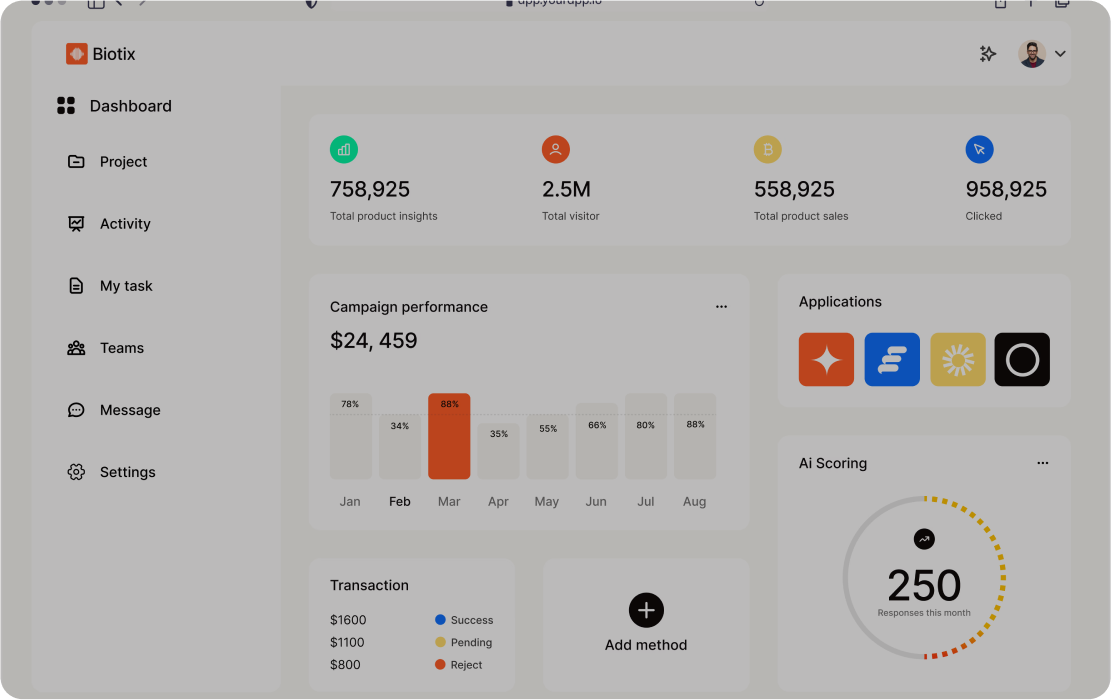 app.yourapp.io
Biotix
Dashboard
Project
Activity
My task
Teams
Message
Settings
758,925
Total product insights
2.5M
Total visitor
558,925
Total product sales
958,925
Clicked
Campaign performance
$24, 459
78%
34%
88%
35%
55%
66%
80%
88%
Jan
Feb
Mar
Apr
May
Jun
Jul
Aug
Applications
Ai Scoring
250
Responses this month
Transaction
$1600 Success
$1100 Pending
$800 Reject
Add method